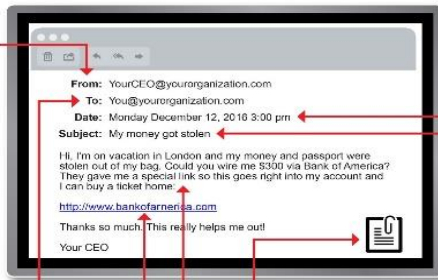 From: YourCEO@yourorganization.com
To: You@yourorganization.com
Date: Monday December 12, 2016 3:00 pm
Subject: My money got stolen
Hi, I'm on vacation in London and my money and passport were
stolen out of my bag. Could you wire me $300 via Bank of America?
They gave me a special link so this goes right into my account and
I can buy a ticket home:
http://www.bankofarnerica.com
Thanks so much. This really helps me out!
Your CEO